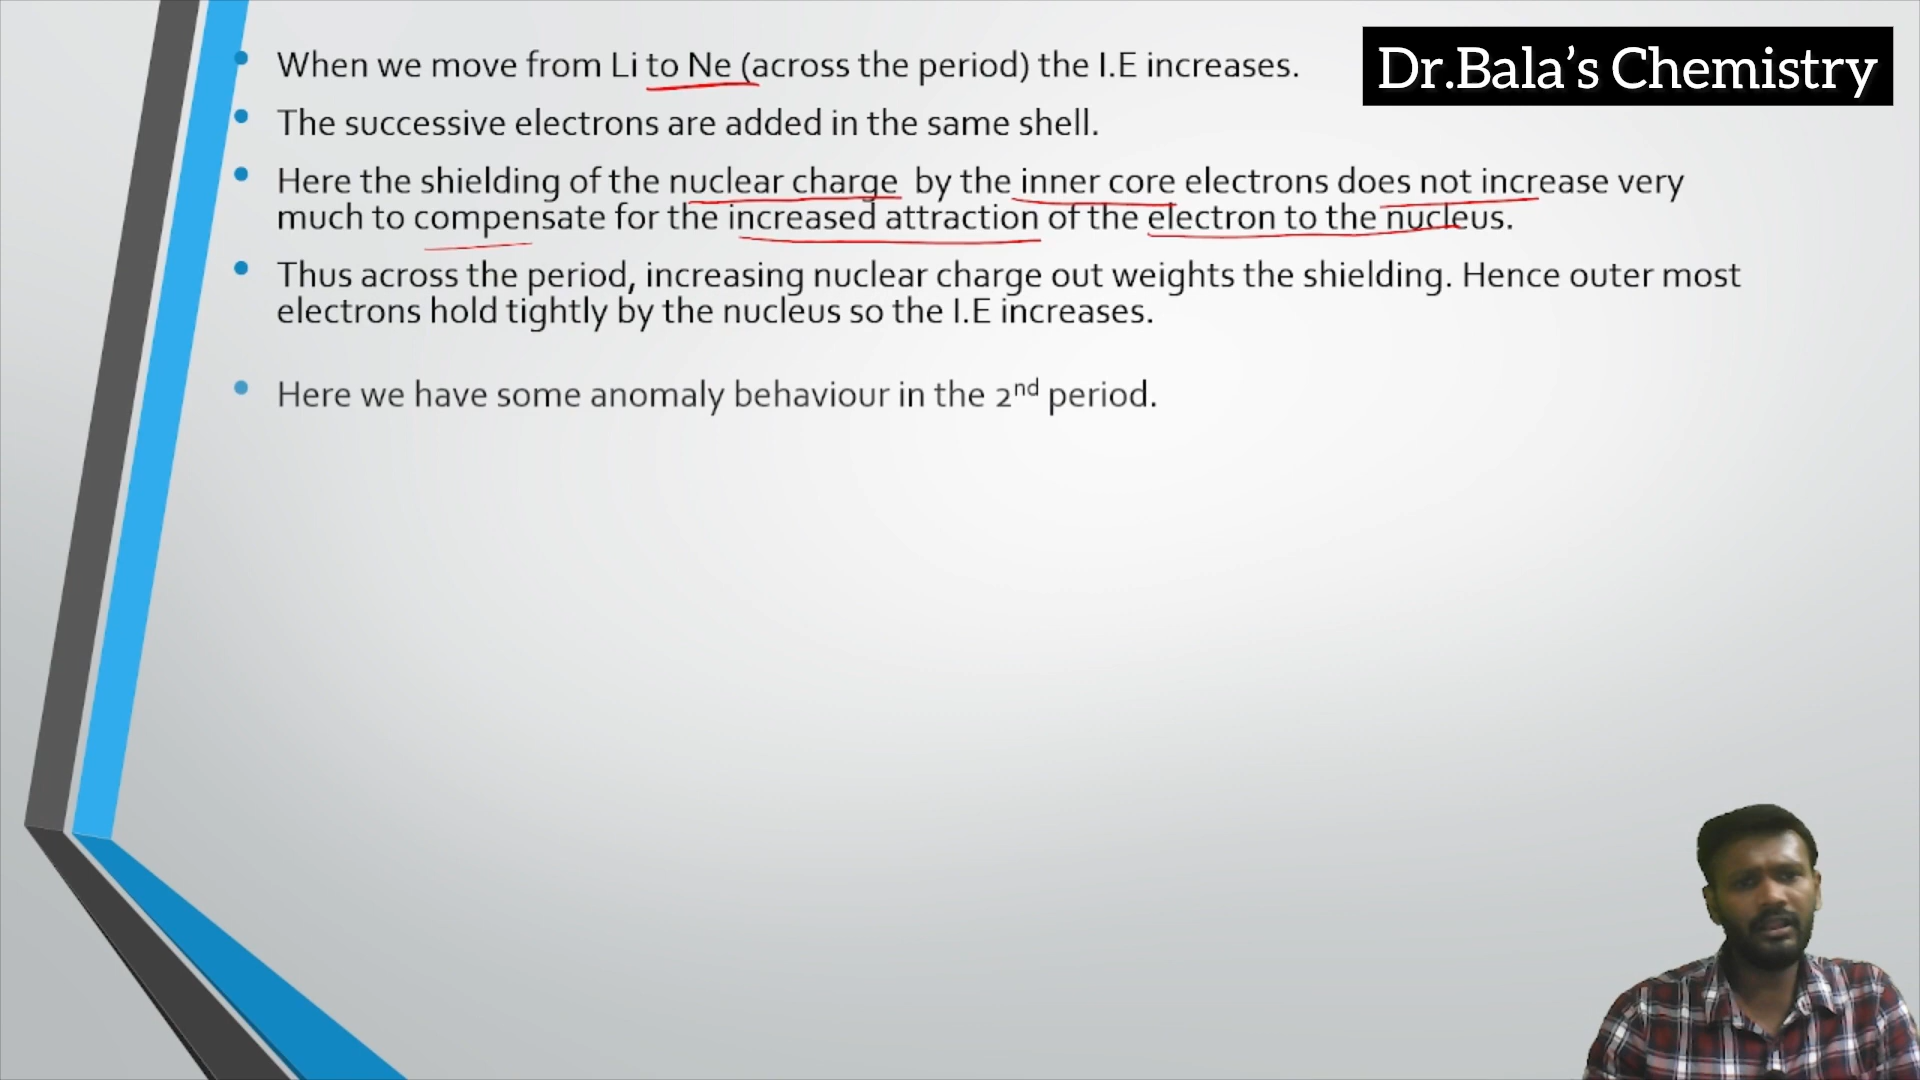 When we move from Li to Ne (across the period) the I.E increases.
Dr.Bala’s Chemistry
The successive electrons are added in the same shell.
Here the shielding of the nuclear charge by the inner core electrons does not increase very
much to compensate for the increased attraction of the electron to the nucleus.
Thus across the period, increasing nuclear charge out weights the shielding. Hence outer most
electrons hold tightly by the nucleus so the I.E increases.
Here we have some anomaly behaviour in the 2nd period.